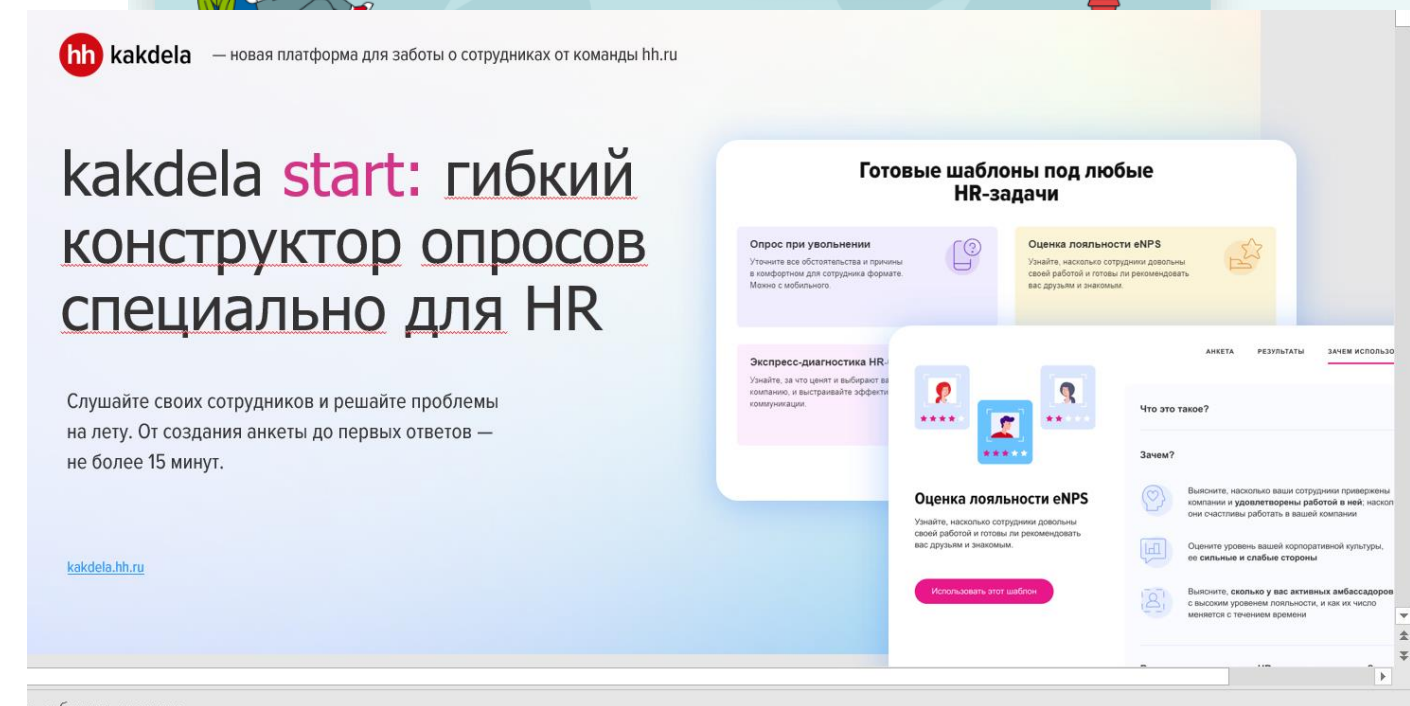 hh kakdela — новая платформа для заботы о сотрудниках от команды hh.ru
kakdela start: гибкий
конструктор опросов
специально для HR
Слушайте своих сотрудников и решайте проблемы
на лету. От создания анкеты до первых ответов —
не более 15 минут.
kakdela.hh.ru
Готовые шаблоны под любые
HR-задачи
Опрос при увольнении
Уточните все обстоятельства и причины
в комфортном для сотрудника формате.
Можно с мобильного.
Оценка лояльности eNPS
Узнайте, насколько сотрудники довольны
своей работой и готовы ли рекомендовать
вас друзьям и знакомым.
Экспресс-диагностика HR-
Узнайте, за что ценят и выбирают
компанию, и выстраивайте
коммуникации.
Оценка лояльности eNPS
Узнайте, насколько сотрудники довольны
своей работой и готовы ли рекомендовать
вас друзьям и знакомым.
Использовать этот шаблон
АНКЕТА РЕЗУЛЬТАТЫ ЗАЧЕМ
Что это такое?
Зачем?
Выясните, насколько ваши сотрудники привержены
компании и удовлетворены работой в ней;
они счастливы работать в вашей компании
Оцените уровень вашей корпоративной культуры,
ее сильные и слабые стороны
Выясните, сколько у вас активных амбассадоров
с высоким уровнем лояльности, и как их число
меняется с течением времени